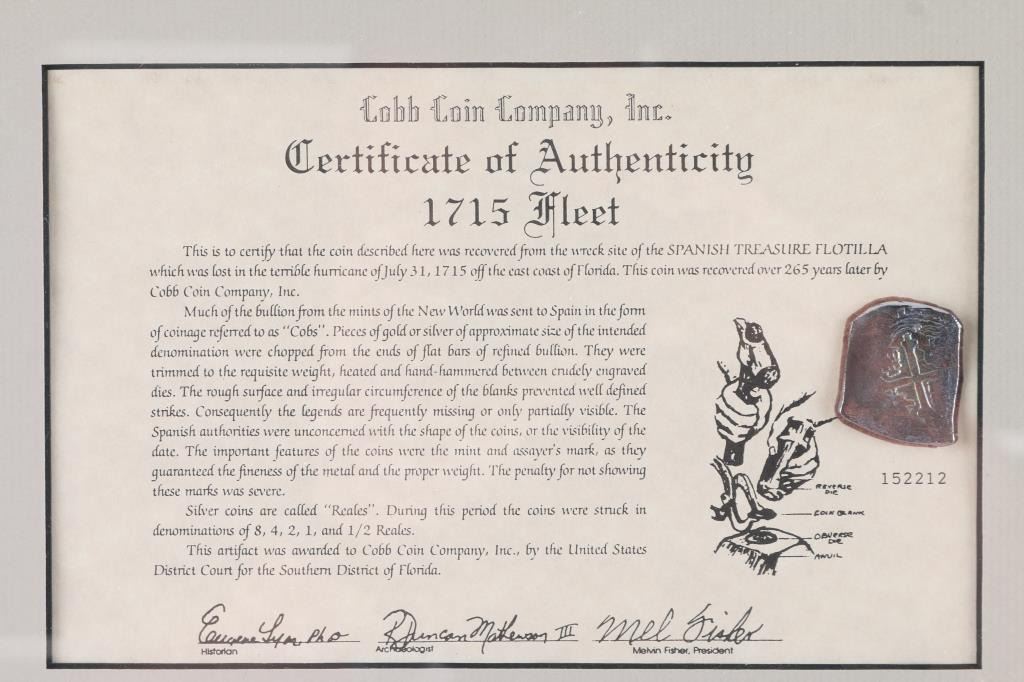 Cobb Coin Company, Inc.
Certificate of Authenticity
1715 Fleet
This is to certify that the coin described here was recovered from the wreck site of the SPANISH TREASURE FLOTILLA
which was lost in the terrible hurricane of July 31, 1715 off the east coast of Florida. This coin was recovered over 265 years later by
Cobb Coin Company, Inc.
Much of the bullion from the mints of the New World was sent to Spain in the form
of coinage referred to as "Cobs". Pieces of gold or silver of approximate size of the intended
denomination were chopped from the ends of flat bars of refined bullion. They were
trimmed to the requisite weight, heated and hand-hammered between crudely engraved
dies. The rough surface and irregular circumference of the blanks prevented well defined
strikes. Consequently the legends are frequently missing or only partially visible. The
Spanish authorities were unconcerned with the shape of the coins, or the visibility of the
date. The important features of the coins were the mint and assayer's mark, as they
guaranteed the fineness of the metal and the proper weight. The penalty for not showing
these marks was severe.
Silver coins are called "Reales". During this period the coins were struck in
denominations of 8, 4, 2, 1, and 1/2 Reales.
This artifact was awarded to Cobb Coin Company, Inc., by the United States
District Court for the Southern District of Florida.
152212
REVERSE
DIE
COIN BLANK
OBVERSE
DIE
ANVIL
Eugene Lyon PhD
Historian
R Duncan Mathewson III
Archaeologist
Mel Fisher
Melvin Fisher, President